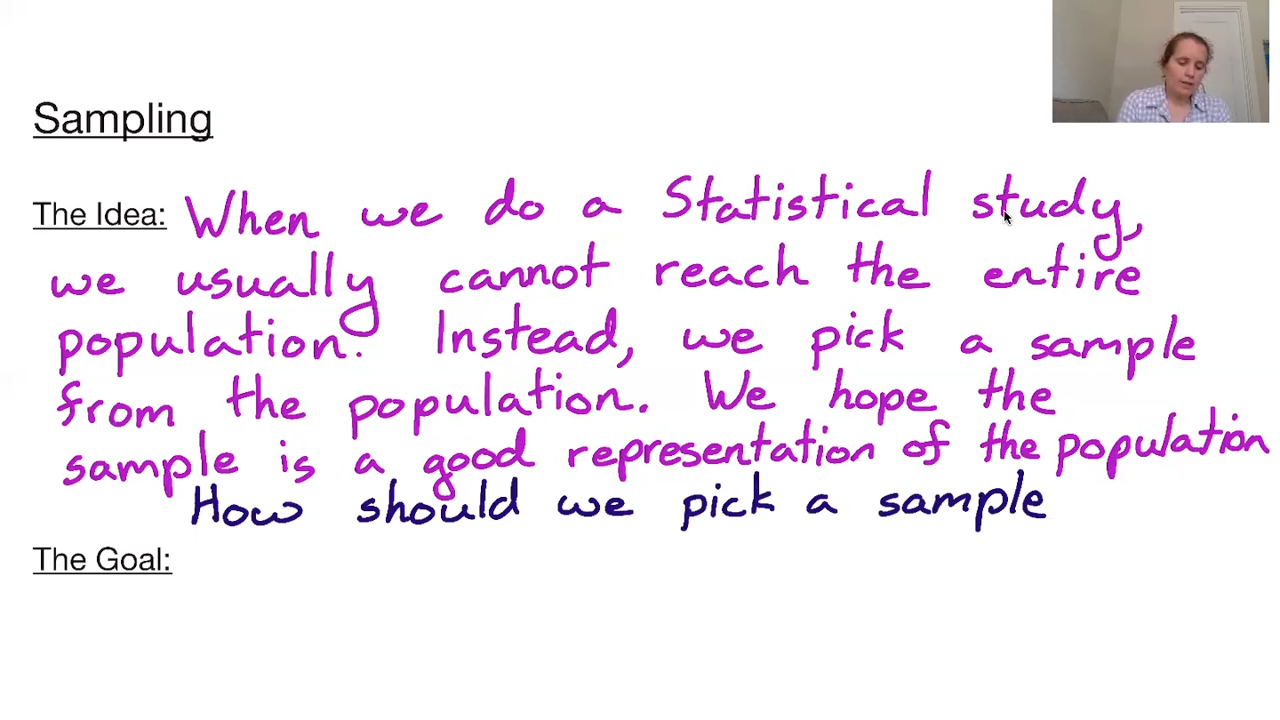 Sampling
The Idea: When we do a Statistical study,
we usually cannot reach the entire
population. Instead, we pick a sample
from the population. We hope the
sample is a good representation of the population
How should we pick a sample
The Goal: